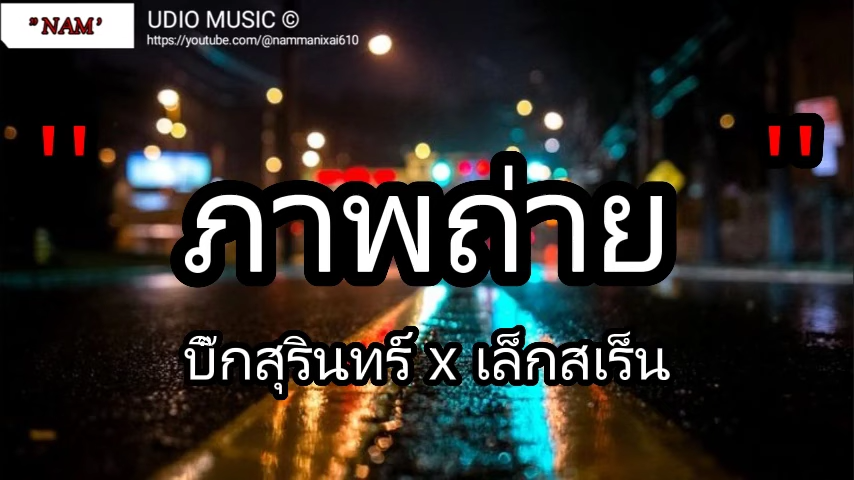 "NAM'
UDIO MUSIC ©
https://youtube.com/@nammanixai610
" ภาพถ่าย "
บิ๊กสุรินทร์ x เล็กสเร็น